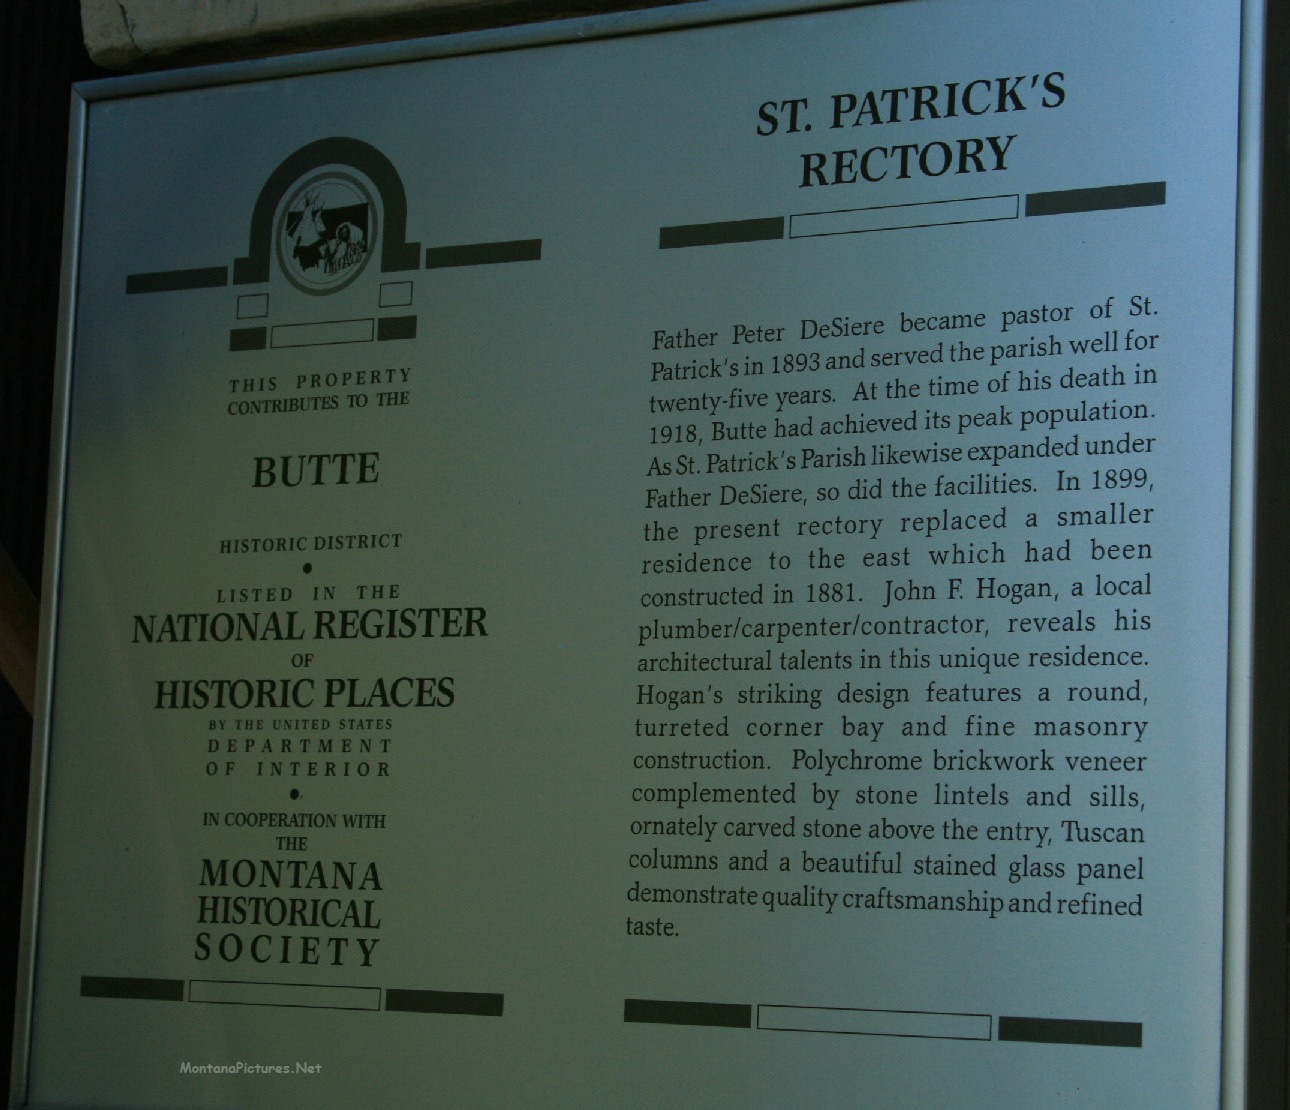 THIS PROPERTY
CONTRIBUTES TO THE
BUTTE
HISTORIC DISTRICT
LISTED IN THE
NATIONAL REGISTER
OF
HISTORIC PLACES
BY THE UNITED STATES
DEPARTMENT
OF INTERIOR
IN COOPERATION WITH
THE
MONTANA
HISTORICAL
SOCIETY
ST. PATRICK'S
RECTORY
Father Peter DeSiere became pastor of St.
Patrick's in 1893 and served the parish well for
twenty-five years. At the time of his death in
1918, Butte had achieved its peak population.
As St. Patrick's Parish likewise expanded under
Father DeSiere, so did the facilities. In 1899,
the present rectory replaced a smaller
residence to the east which had been
constructed in 1881. John F. Hogan, a local
plumber/carpenter/contractor, reveals his
architectural talents in this unique residence.
Hogan's striking design features a round,
turreted corner bay and fine masonry
construction. Polychrome brickwork veneer
complemented by stone lintels and sills,
ornately carved stone above the entry, Tuscan
columns and a beautiful stained glass panel
demonstrate quality craftsmanship and refined
taste.
MontanaPictures.Net